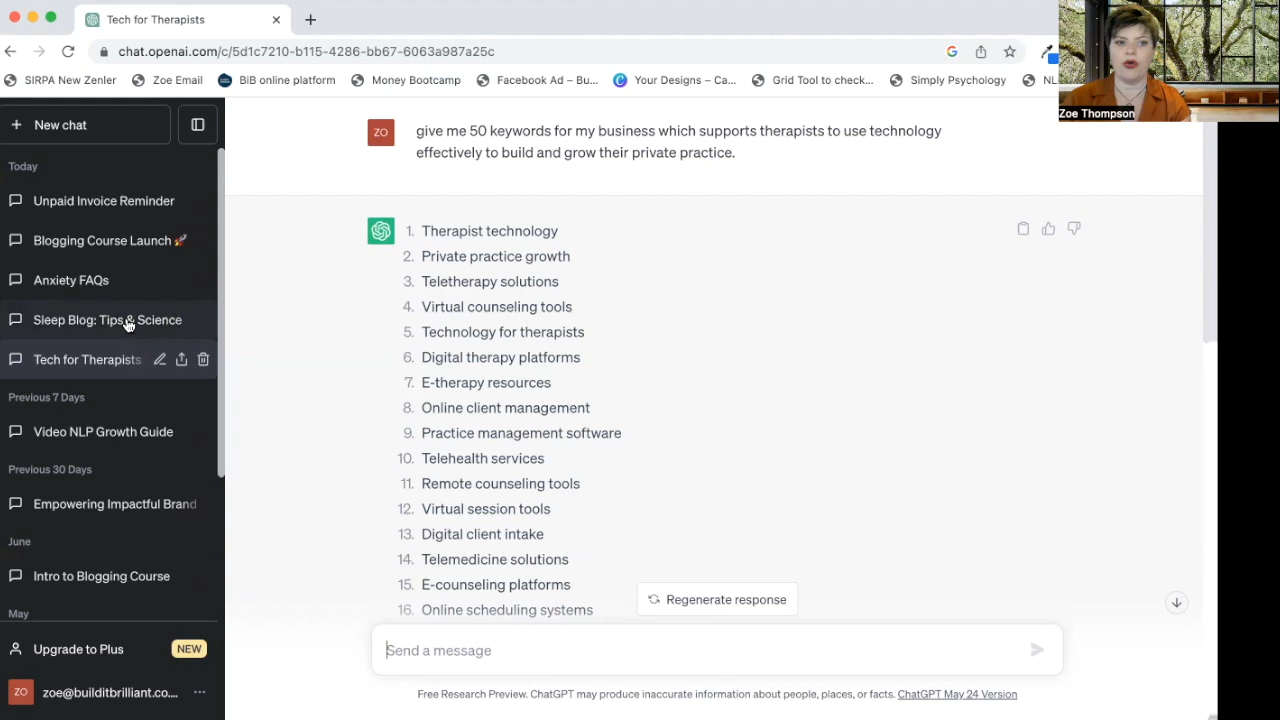 Tech for Therapists
chat.openai.com/c/5d1c7210-b115-4286-bb67-6063a987a25c
SIRPA New Zenler
Zoe Email
BiB online platform
Money Bootcamp
Facebook Ad – Bu...
Your Designs – Ca...
Grid Tool to check...
Simply Psychology
NL
Zoe Thompson
New chat
Today
Unpaid Invoice Reminder
Blogging Course Launch 🚀
Anxiety FAQs
Sleep Blog: Tips & Science
Tech for Therapists
Previous 7 Days
Video NLP Growth Guide
Previous 30 Days
Empowering Impactful Brand
June
Intro to Blogging Course
May
Upgrade to Plus
NEW
ZO
zoe@builditbrilliant.co....
ZO
give me 50 keywords for my business which supports therapists to use technology
effectively to build and grow their private practice.
1. Therapist technology
2. Private practice growth
3. Teletherapy solutions
4. Virtual counseling tools
5. Technology for therapists
6. Digital therapy platforms
7. E-therapy resources
8. Online client management
9. Practice management software
10. Telehealth services
11. Remote counseling tools
12. Virtual session tools
13. Digital client intake
14. Telemedicine solutions
15. E-counseling platforms
16. Online scheduling systems
Regenerate response
Send a message
Free Research Preview. ChatGPT may produce inaccurate information about people, places, or facts. ChatGPT May 24 Version